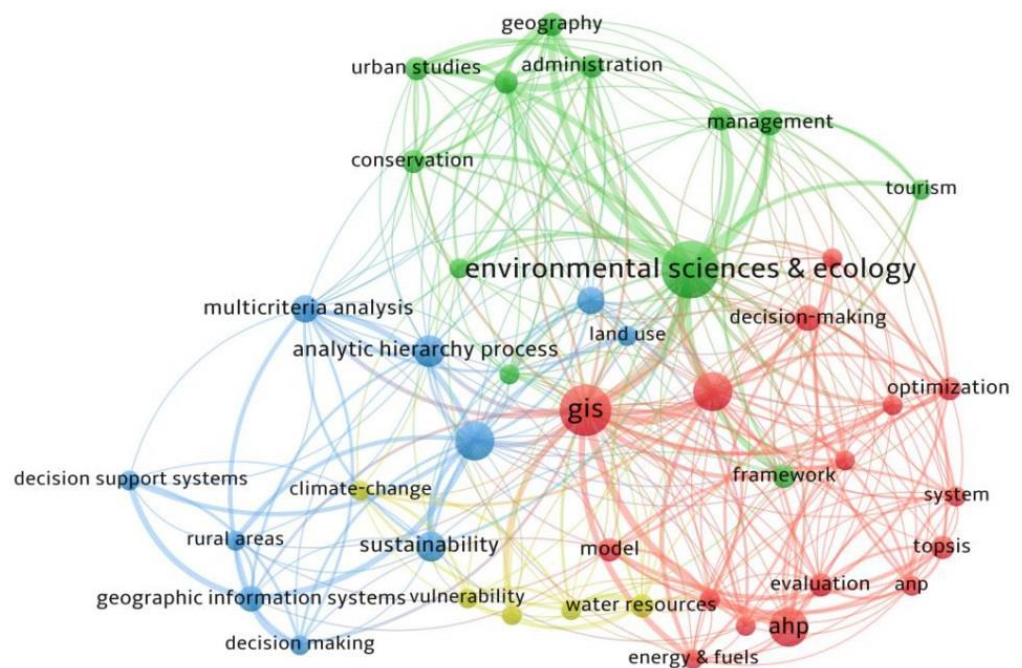 geography
urban studies
administration
management
conservation
tourism
environmental sciences & ecology
multicriteria analysis
decision-making
land use
analytic hierarchy process
optimization
gis
decision support systems
climate-change
framework
system
rural areas
sustainability
model
topsis
evaluation
anp
geographic information systems
vulnerability
water resources
ahp
decision making
energy & fuels